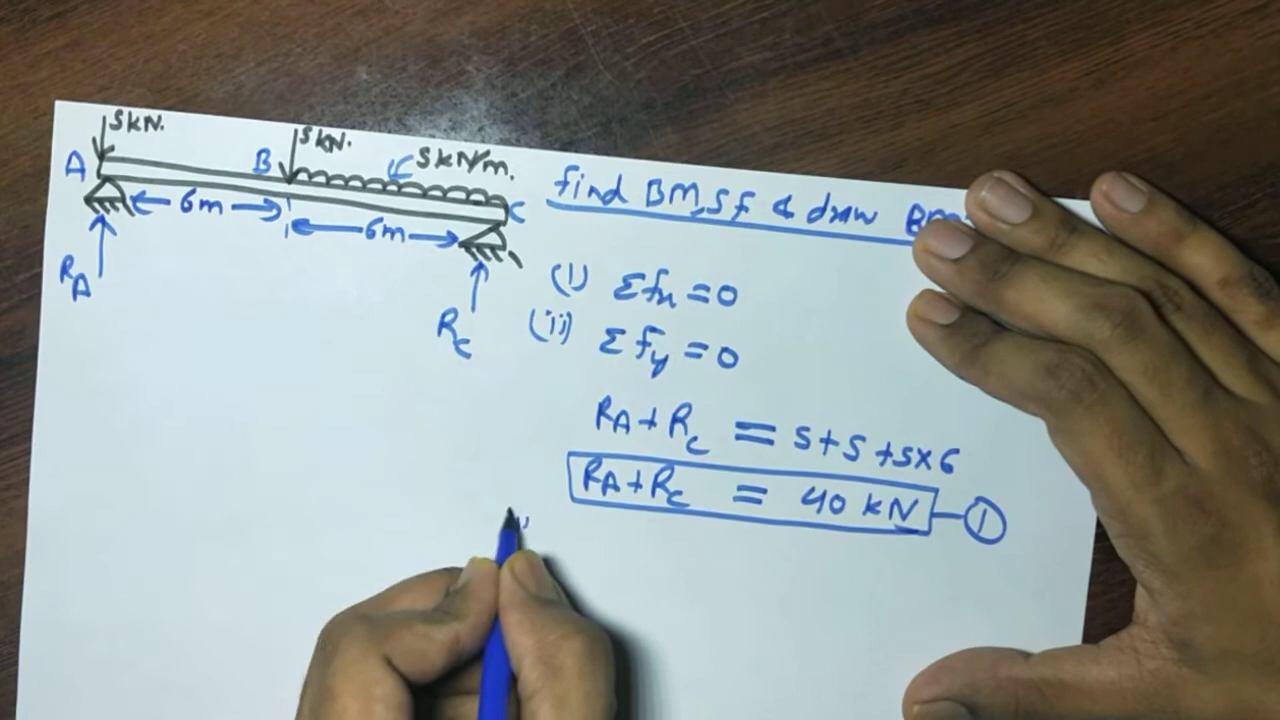 5kN.
5kN.
5kN/m.
A
B
C
6m
6m
RA
RC
find BM, SF & draw
(i) Σfx=0
(ii) Σfy=0
RA+RC = 5+5+5×6
RA+RC = 40 kN —①